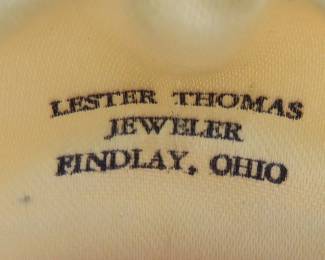 LESTER THOMAS
JEWELER
FINDLAY, OHIO